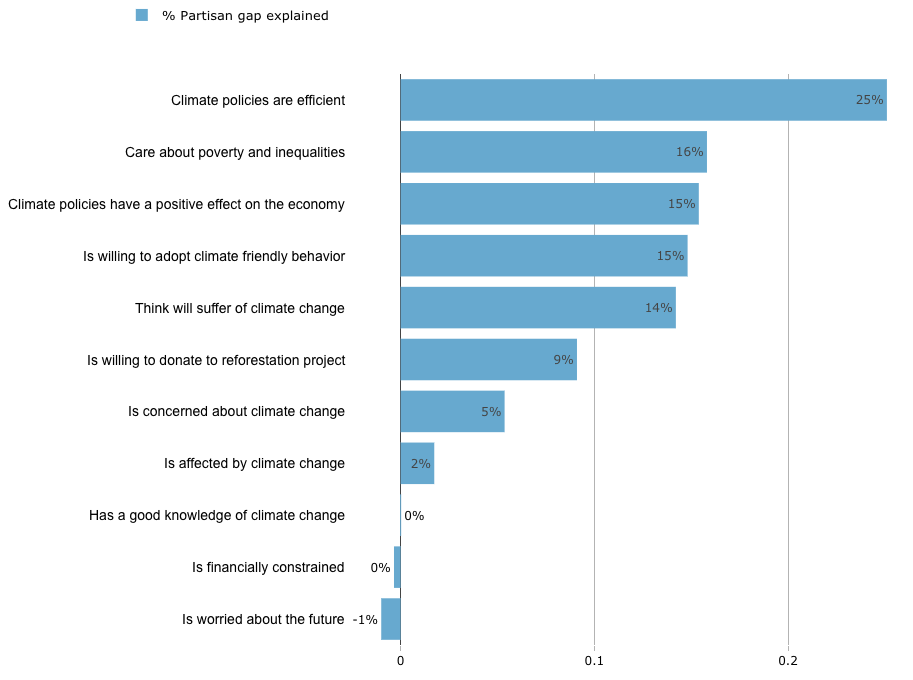 % Partisan gap explained
Climate policies are efficient 25%
Care about poverty and inequalities 16%
Climate policies have a positive effect on the economy 15%
Is willing to adopt climate friendly behavior 15%
Think will suffer of climate change 14%
Is willing to donate to reforestation project 9%
Is concerned about climate change 5%
Is affected by climate change 2%
Has a good knowledge of climate change 0%
Is financially constrained 0%
Is worried about the future -1%
0 0.1 0.2